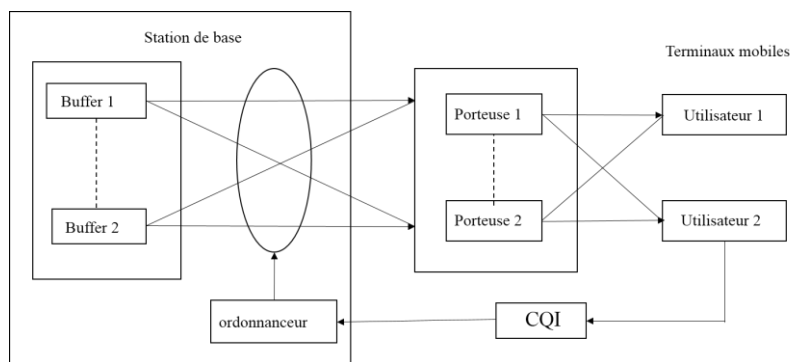 Station de base
Terminaux mobiles
Buffer 1
Porteuse 1
Utilisateur 1
Buffer 2
Porteuse 2
Utilisateur 2
ordonnanceur
CQI